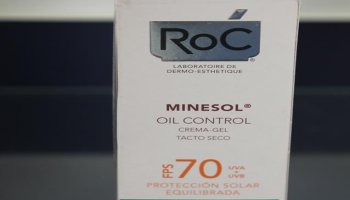 RoC
LABORATOIRE DE
DERMO-ESTHETIQUE
MINESOL®
OIL CONTROL
CREMA-GEL
TACTO SECO
FPS 70 UVA + UVB
PROTECCIÓN SOLAR
EQUILIBRADA